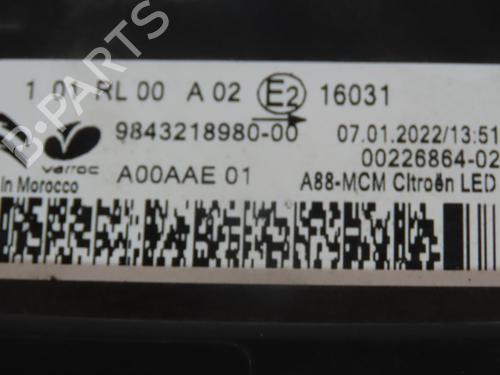 1 01 RL 00 A 02 E2 16031
9843218980-00 07.01.2022/13:51
varroc 00226864-02
in Morocco A00AAE 01 A88-MCM Citroën LED
B-PARTS